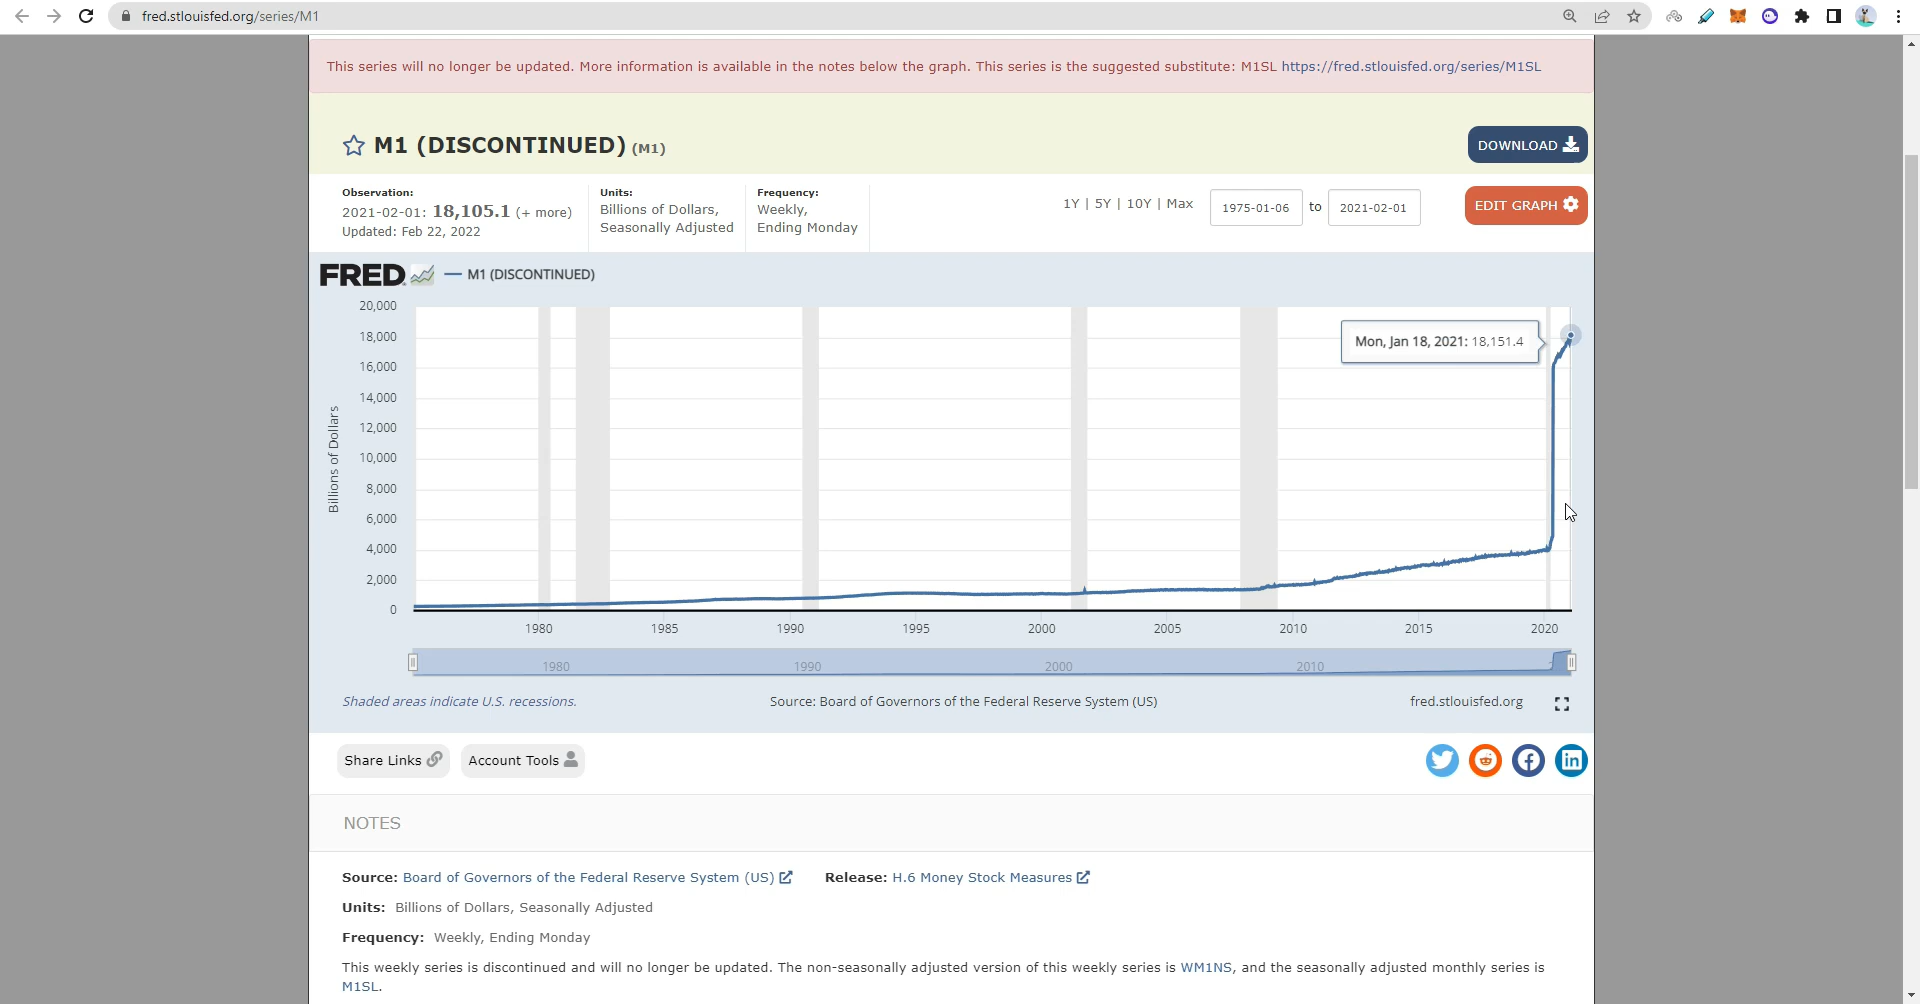 fred.stlouisfed.org/series/M1
This series will no longer be updated. More information is available in the notes below the graph. This series is the suggested substitute: M1SL https://fred.stlouisfed.org/series/M1SL
M1 (DISCONTINUED) (M1)
DOWNLOAD
Observation:
2021-02-01: 18,105.1 (+ more)
Updated: Feb 22, 2022
Units:
Billions of Dollars,
Seasonally Adjusted
Frequency:
Weekly,
Ending Monday
1Y | 5Y | 10Y | Max
1975-01-06 to 2021-02-01
EDIT GRAPH
FRED
M1 (DISCONTINUED)
20,000
18,000
16,000
14,000
12,000
10,000
8,000
6,000
4,000
2,000
0
Billions of Dollars
Mon, Jan 18, 2021: 18,151.4
1980 1985 1990 1995 2000 2005 2010 2015 2020
1980 1990 2000 2010
Shaded areas indicate U.S. recessions.
Source: Board of Governors of the Federal Reserve System (US)
fred.stlouisfed.org
Share Links
Account Tools
in
NOTES
Source: Board of Governors of the Federal Reserve System (US)
Release: H.6 Money Stock Measures
Units: Billions of Dollars, Seasonally Adjusted
Frequency: Weekly, Ending Monday
This weekly series is discontinued and will no longer be updated. The non-seasonally adjusted version of this weekly series is WM1NS, and the seasonally adjusted monthly series is
M1SL.